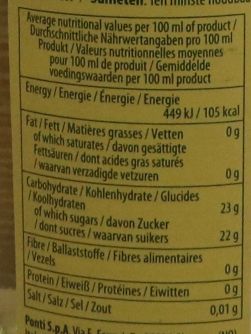 Average nutritional values per 100 ml of product /
Durchschnittliche Nährwertangaben pro 100 ml
Produkt / Valeurs nutritionnelles moyennes
pour 100 ml de produit / Gemiddelde
voedingswaarden per 100 ml product
Energy / Energie / Énergie / Energie
449 kJ / 105 kcal
Fat / Fett / Matières grasses / Vetten 0 g
of which saturates / davon gesättigte
Fettsäuren / dont acides gras saturés
/ waarvan verzadigde vetzuren 0 g
Carbohydrate / Kohlenhydrate / Glucides
/ Koolhydraten 23 g
of which sugars / davon Zucker
/ dont sucres / waarvan suikers 22 g
Fibre / Ballaststoffe / Fibres alimentaires
/ Vezels 0 g
Protein / Eiweiß / Protéines / Eiwitten 0 g
Salt / Salz / Sel / Zout 0,01 g
Ponti S.p.A. Via